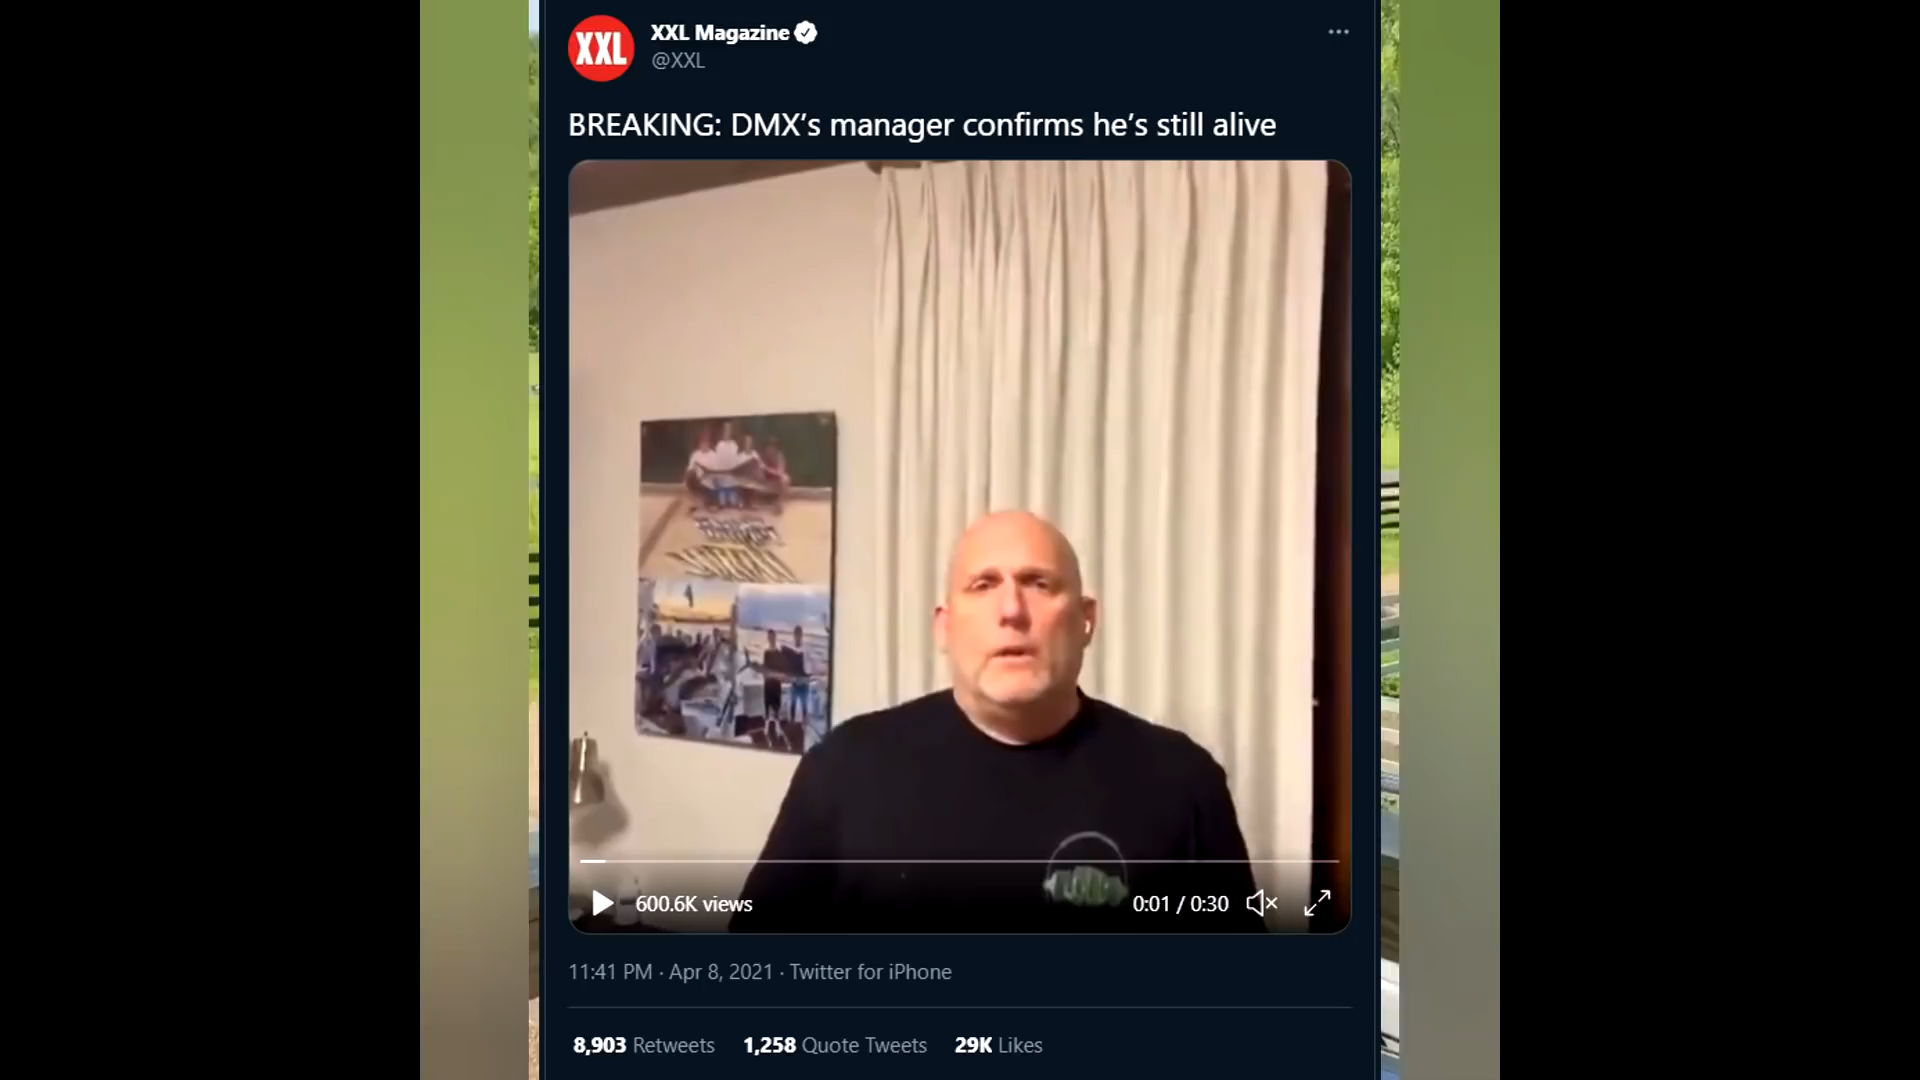 XXL
XXL Magazine
@XXL
BREAKING: DMX’s manager confirms he’s still alive
600.6K views
0:01 / 0:30
11:41 PM · Apr 8, 2021 · Twitter for iPhone
8,903 Retweets 1,258 Quote Tweets 29K Likes